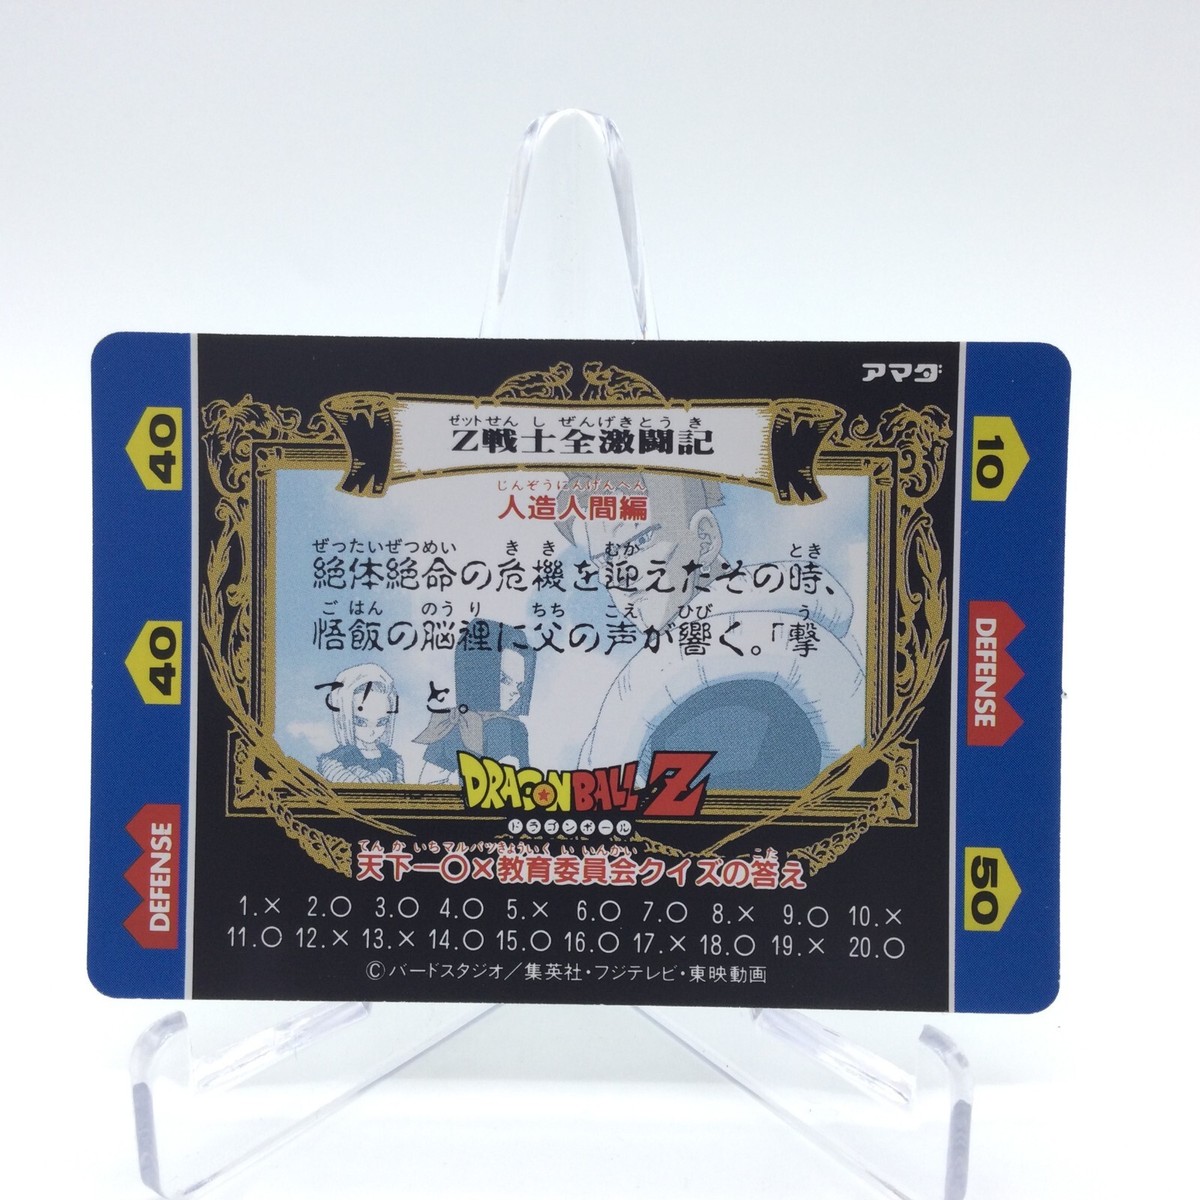 アマダ
ゼットせんしぜんげきとうき
Z戦士全激闘記
じんぞうにんげんへん
人造人間編
ぜったいぜつめい きき むか とき
絶体絶命の危機を迎えたその時、
ごはん のうり ちち こえ ひび う
悟飯の脳裡に父の声が響く。「撃
て!」と。
DRAGON BALL Z
ドラゴンボール
てんかいちマルバツきょういくいいんかい こた
天下一〇×教育委員会クイズの答え
1.× 2.○ 3.○ 4.○ 5.× 6.○ 7.○ 8.× 9.○ 10.×
11.○ 12.× 13.× 14.○ 15.○ 16.○ 17.× 18.○ 19.× 20.○
©バードスタジオ/集英社・フジテレビ・東映動画
40
40
DEFENSE
10
DEFENSE
50